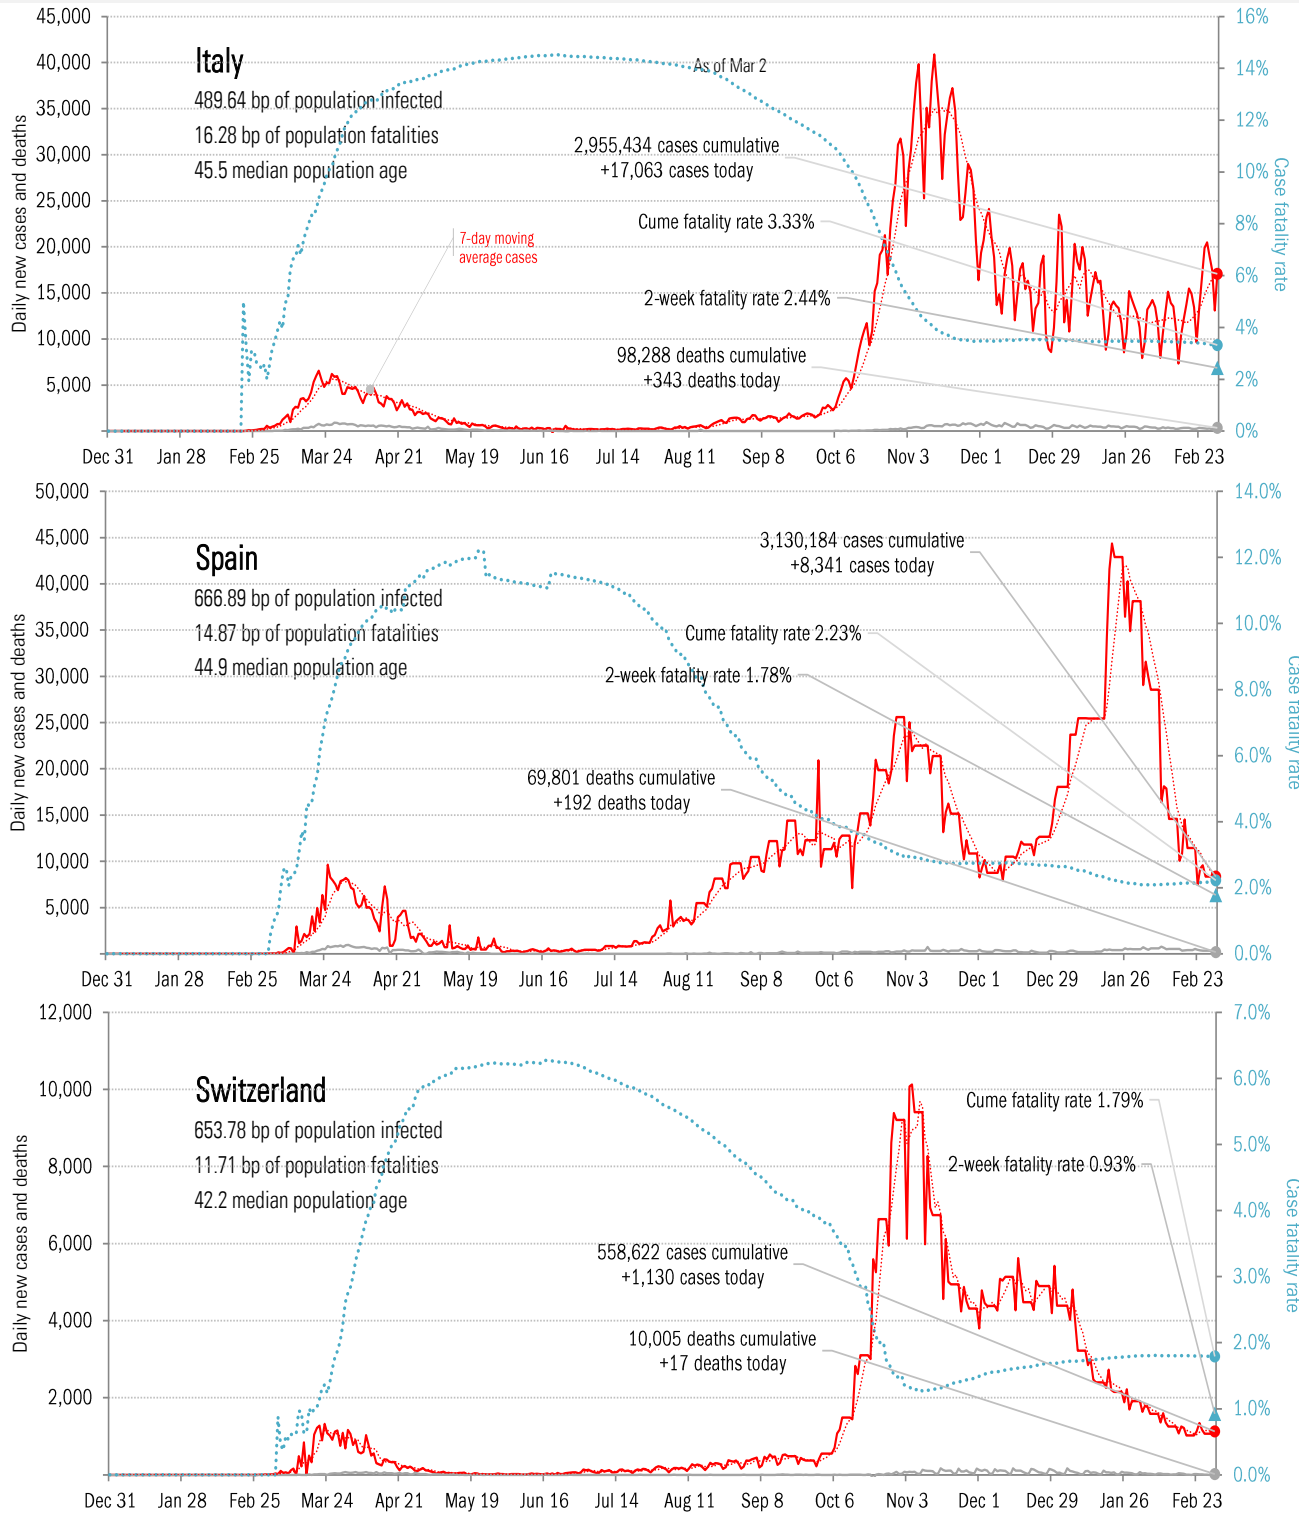 45,000
40,000
35,000
30,000
25,000
20,000
15,000
10,000
5,000
Daily new cases and deaths
16%
14%
12%
10%
8%
6%
4%
2%
0%
Case fatality rate
Italy
489.64 bp of population infected
16.28 bp of population fatalities
45.5 median population age
As of Mar 2
2,955,434 cases cumulative
+17,063 cases today
Cume fatality rate 3.33%
7-day moving
average cases
2-week fatality rate 2.44%
98,288 deaths cumulative
+343 deaths today
Dec 31 Jan 28 Feb 25 Mar 24 Apr 21 May 19 Jun 16 Jul 14 Aug 11 Sep 8 Oct 6 Nov 3 Dec 1 Dec 29 Jan 26 Feb 23
50,000
45,000
40,000
35,000
30,000
25,000
20,000
15,000
10,000
5,000
Daily new cases and deaths
14.0%
12.0%
10.0%
8.0%
6.0%
4.0%
2.0%
0.0%
Case fatality rate
Spain
666.89 bp of population infected
14.87 bp of population fatalities
44.9 median population age
3,130,184 cases cumulative
+8,341 cases today
Cume fatality rate 2.23%
2-week fatality rate 1.78%
69,801 deaths cumulative
+192 deaths today
Dec 31 Jan 28 Feb 25 Mar 24 Apr 21 May 19 Jun 16 Jul 14 Aug 11 Sep 8 Oct 6 Nov 3 Dec 1 Dec 29 Jan 26 Feb 23
12,000
10,000
8,000
6,000
4,000
2,000
Daily new cases and deaths
7.0%
6.0%
5.0%
4.0%
3.0%
2.0%
1.0%
0.0%
Case fatality rate
Switzerland
653.78 bp of population infected
11.71 bp of population fatalities
42.2 median population age
Cume fatality rate 1.79%
2-week fatality rate 0.93%
558,622 cases cumulative
+1,130 cases today
10,005 deaths cumulative
+17 deaths today
Dec 31 Jan 28 Feb 25 Mar 24 Apr 21 May 19 Jun 16 Jul 14 Aug 11 Sep 8 Oct 6 Nov 3 Dec 1 Dec 29 Jan 26 Feb 23